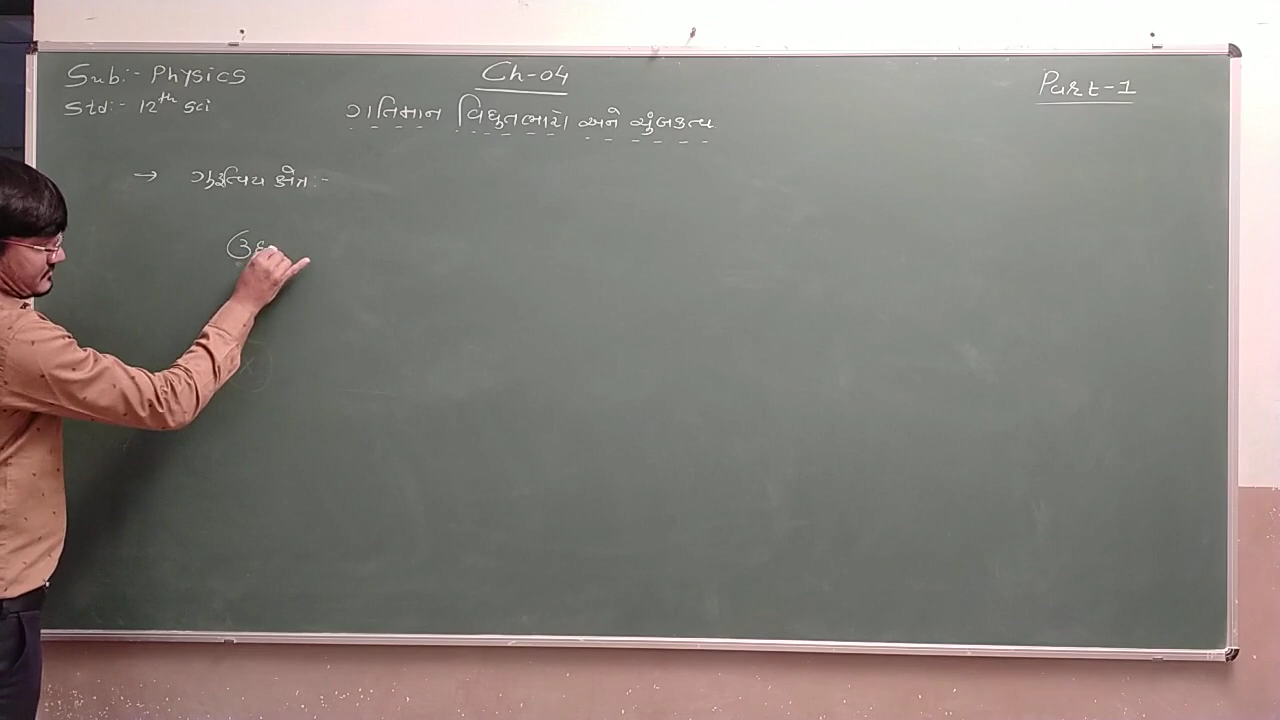 Sub:- Physics
Ch-04
Part-1
Std:- 12th Sci
ગતિમાન વિદ્યુતભારો અને ચુંબકત્વ
→ ગુરુત્વિય ક્ષેત્ર:-